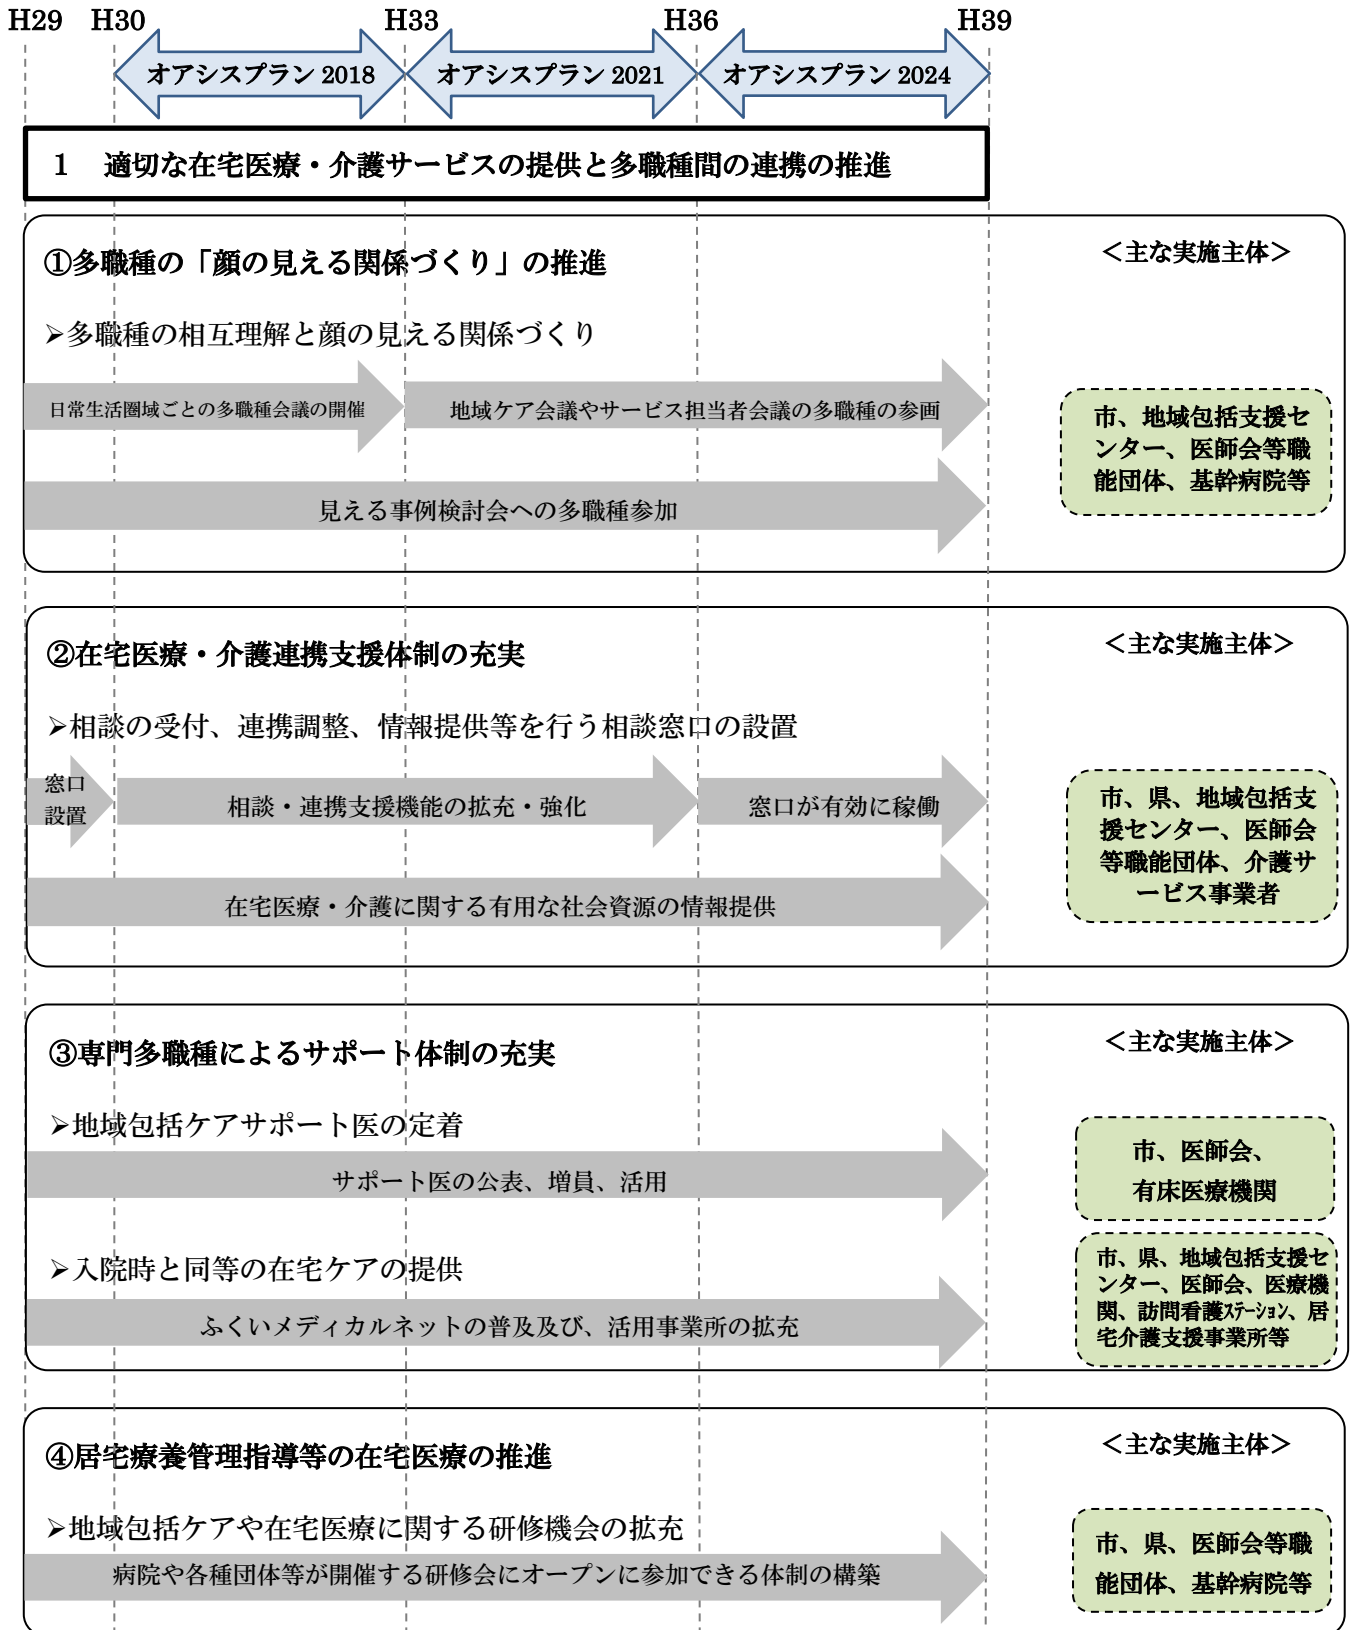 H29 H30 H33 H36 H39
オアシスプラン 2018 オアシスプラン 2021 オアシスプラン 2024
1 適切な在宅医療・介護サービスの提供と多職種間の連携の推進
①多職種の「顔の見える関係づくり」の推進
＜主な実施主体＞
➢多職種の相互理解と顔の見える関係づくり
日常生活圏域ごとの多職種会議の開催
地域ケア会議やサービス担当者会議の多職種の参画
見える事例検討会への多職種参加
市、地域包括支援セ
ンター、医師会等職
能団体、基幹病院等
②在宅医療・介護連携支援体制の充実
＜主な実施主体＞
➢相談の受付、連携調整、情報提供等を行う相談窓口の設置
窓口
設置
相談・連携支援機能の拡充・強化
窓口が有効に稼働
在宅医療・介護に関する有用な社会資源の情報提供
市、県、地域包括支
援センター、医師会
等職能団体、介護サ
ービス事業者
③専門多職種によるサポート体制の充実
＜主な実施主体＞
➢地域包括ケアサポート医の定着
サポート医の公表、増員、活用
市、医師会、
有床医療機関
➢入院時と同等の在宅ケアの提供
ふくいメディカルネットの普及及び、活用事業所の拡充
市、県、地域包括支援セ
ンター、医師会、医療機
関、訪問看護ｽﾃｰｼｮﾝ、居
宅介護支援事業所等
④居宅療養管理指導等の在宅医療の推進
＜主な実施主体＞
➢地域包括ケアや在宅医療に関する研修機会の拡充
病院や各種団体等が開催する研修会にオープンに参加できる体制の構築
市、県、医師会等職
能団体、基幹病院等